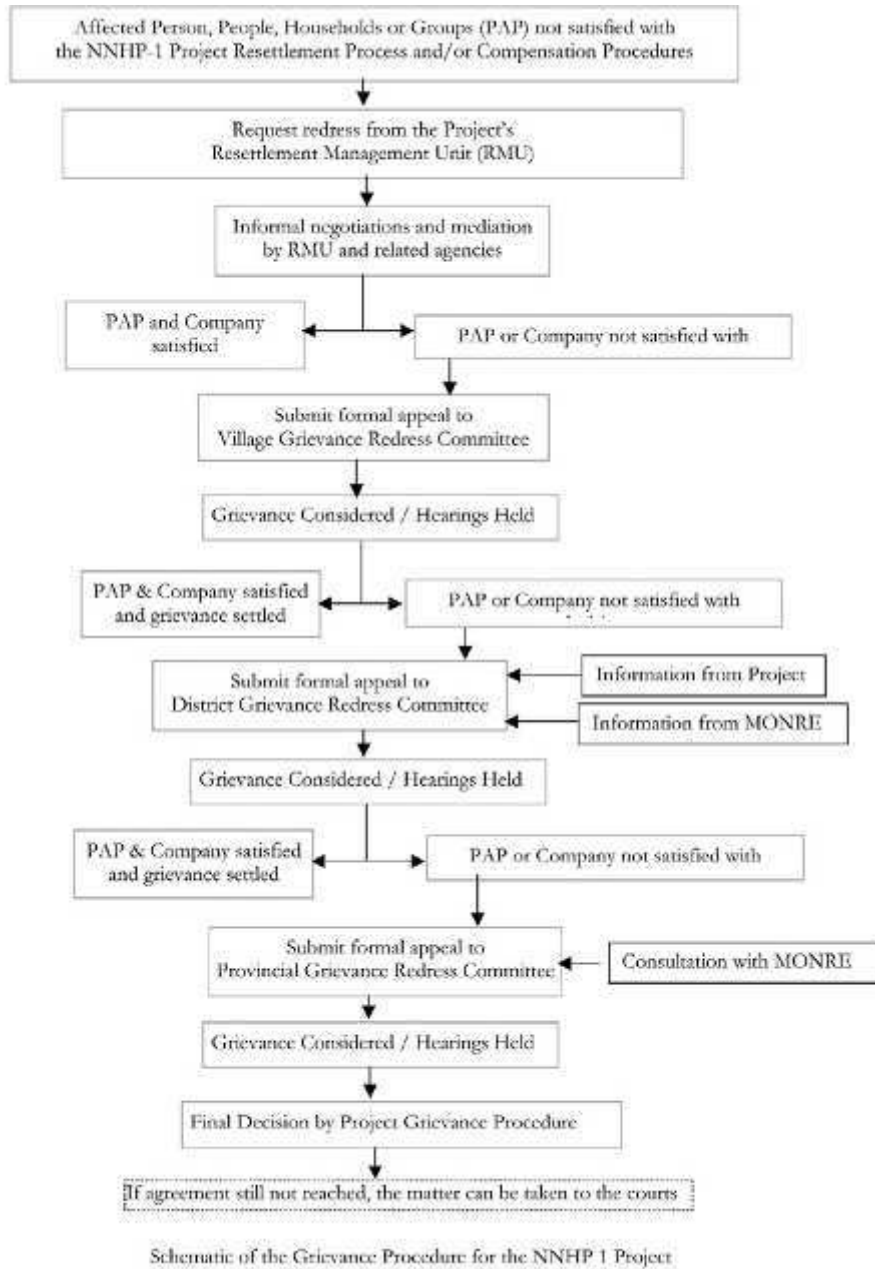 Affected Person, People, Households or Groups (PAP) not satisfied with
the NNHP-1 Project Resettlement Process and/or Compensation Procedures
Request redress from the Project's
Resettlement Management Unit (RMU)
Informal negotiations and mediation
by RMU and related agencies
PAP and Company
satisfied
PAP or Company not satisfied with
Submit formal appeal to
Village Grievance Redress Committee
Grievance Considered / Hearings Held
PAP & Company satisfied
and grievance settled
PAP or Company not satisfied with
Submit formal appeal to
District Grievance Redress Committee
Information from Project
Information from MONRE
Grievance Considered / Hearings Held
PAP & Company satisfied
and grievance settled
PAP or Company not satisfied with
Submit formal appeal to
Provincial Grievance Redress Committee
Consultation with MONRE
Grievance Considered / Hearings Held
Final Decision by Project Grievance Procedure
If agreement still not reached, the matter can be taken to the courts
Schematic of the Grievance Procedure for the NNHP 1 Project